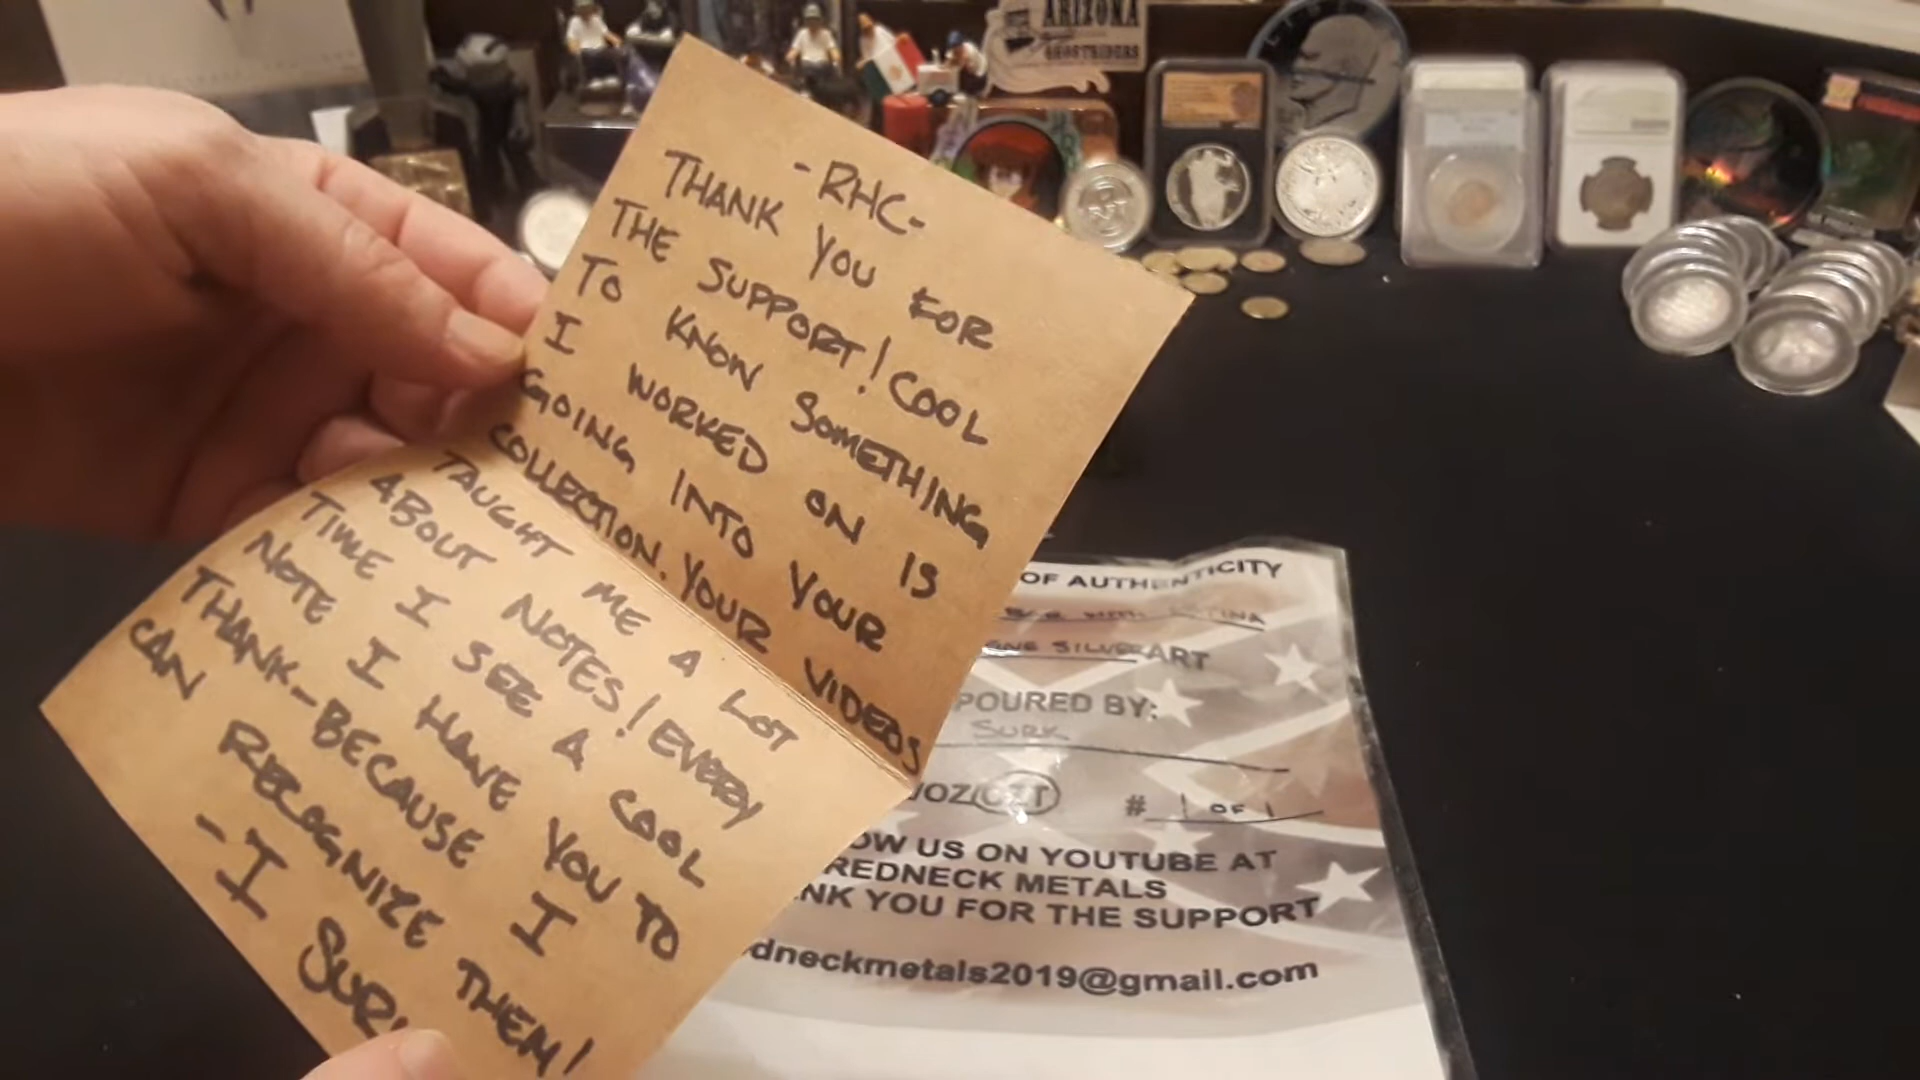 -RHC-
THANK YOU FOR
THE SUPPORT! COOL
TO KNOW SOMETHING
I WORKED ON IS
GOING INTO YOUR
COLLECTION. YOUR VIDEOS
TAUGHT ME A LOT
ABOUT NOTES! EVERY
TIME I SEE A COOL
NOTE I HAVE YOU TO
THANK-BECAUSE I
CAN RECOGNIZE THEM!
-I SUR
ARIZONA
GHOSTRIDERS
OF AUTHENTICITY
ART
POURED BY:
SURK
/OZ/OZT # 1 OF 1
OW US ON YOUTUBE AT
REDNECK METALS
NK YOU FOR THE SUPPORT
dneckmetals2019@gmail.com